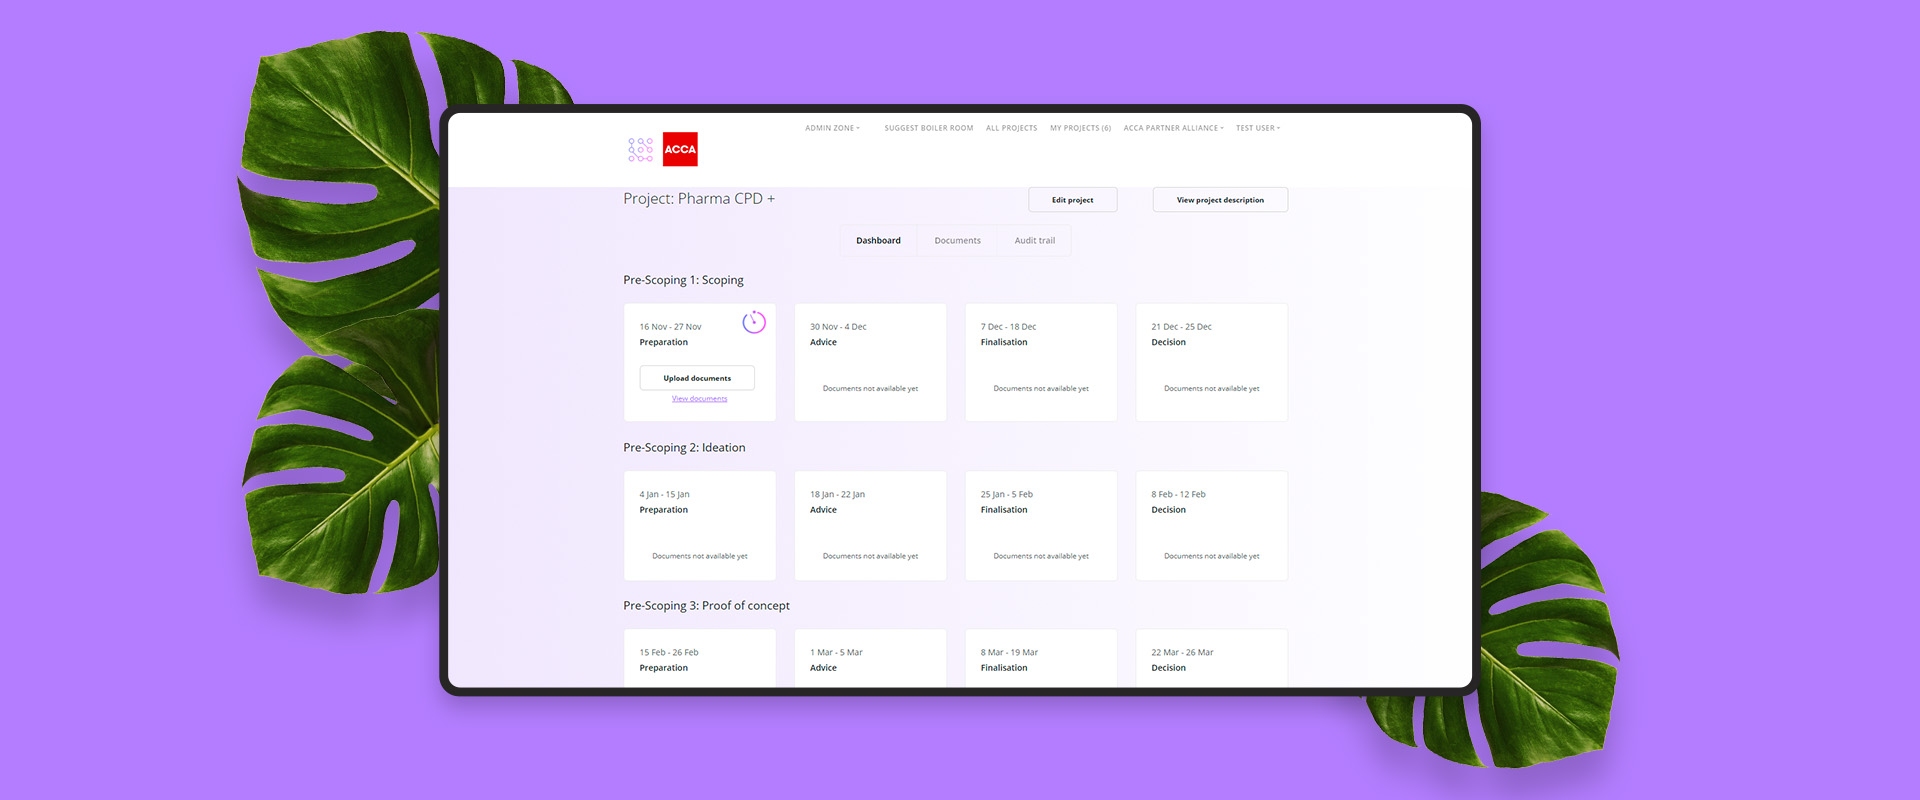 ADMIN ZONE
SUGGEST BOILER ROOM
ALL PROJECTS
MY PROJECTS (6)
ACCA PARTNER ALLIANCE
TEST USER
ACCA
Project: Pharma CPD +
Edit project
View project description
Dashboard
Documents
Audit trail
Pre-Scoping 1: Scoping
16 Nov - 27 Nov
Preparation
Upload documents
View documents
30 Nov - 4 Dec
Advice
Documents not available yet
7 Dec - 18 Dec
Finalisation
Documents not available yet
21 Dec - 25 Dec
Decision
Documents not available yet
Pre-Scoping 2: Ideation
4 Jan - 15 Jan
Preparation
Documents not available yet
18 Jan - 22 Jan
Advice
Documents not available yet
25 Jan - 5 Feb
Finalisation
Documents not available yet
8 Feb - 12 Feb
Decision
Documents not available yet
Pre-Scoping 3: Proof of concept
15 Feb - 26 Feb
Preparation
1 Mar - 5 Mar
Advice
8 Mar - 19 Mar
Finalisation
22 Mar - 26 Mar
Decision